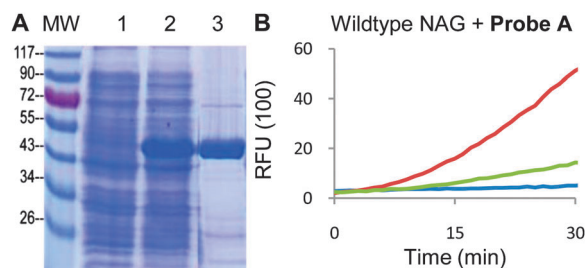 A MW 1 2 3
117--
90--
72--
55--
43--
34--
26--
B Wildtype NAG + Probe A
RFU (100)
60
40
20
0
0 15 30
Time (min)